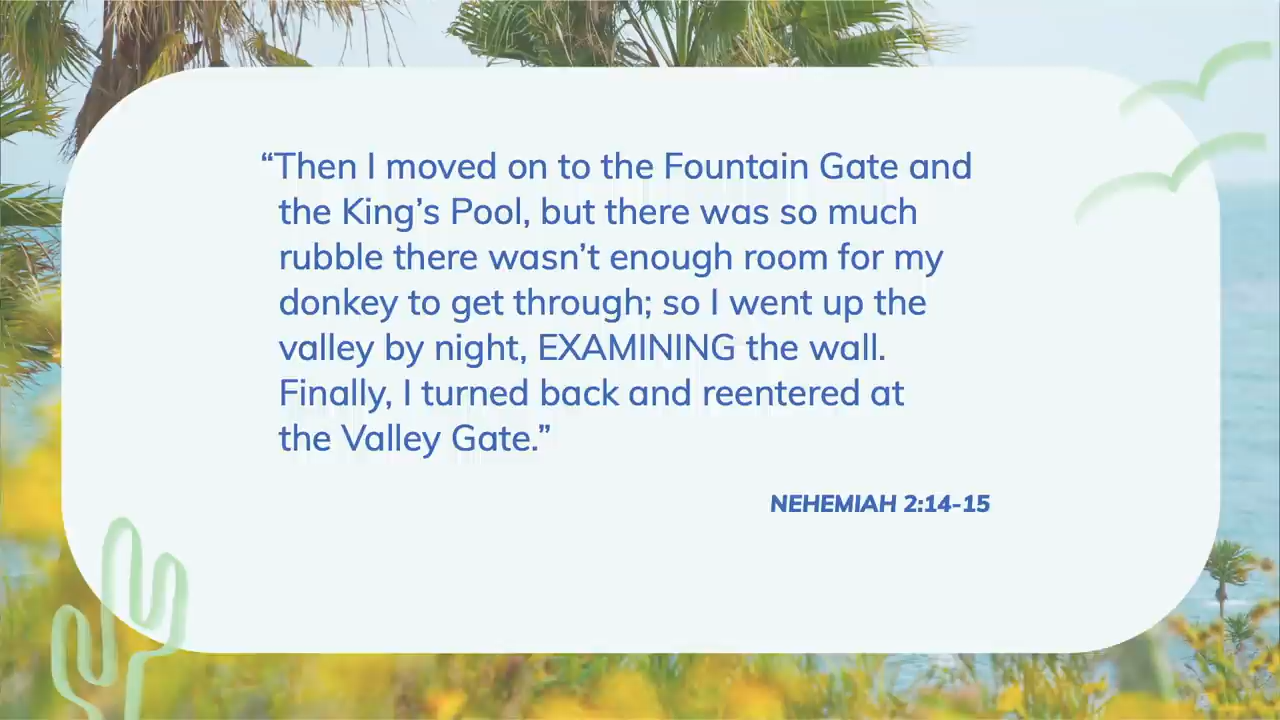 “Then I moved on to the Fountain Gate and
the King’s Pool, but there was so much
rubble there wasn’t enough room for my
donkey to get through; so I went up the
valley by night, EXAMINING the wall.
Finally, I turned back and reentered at
the Valley Gate.”
NEHEMIAH 2:14-15